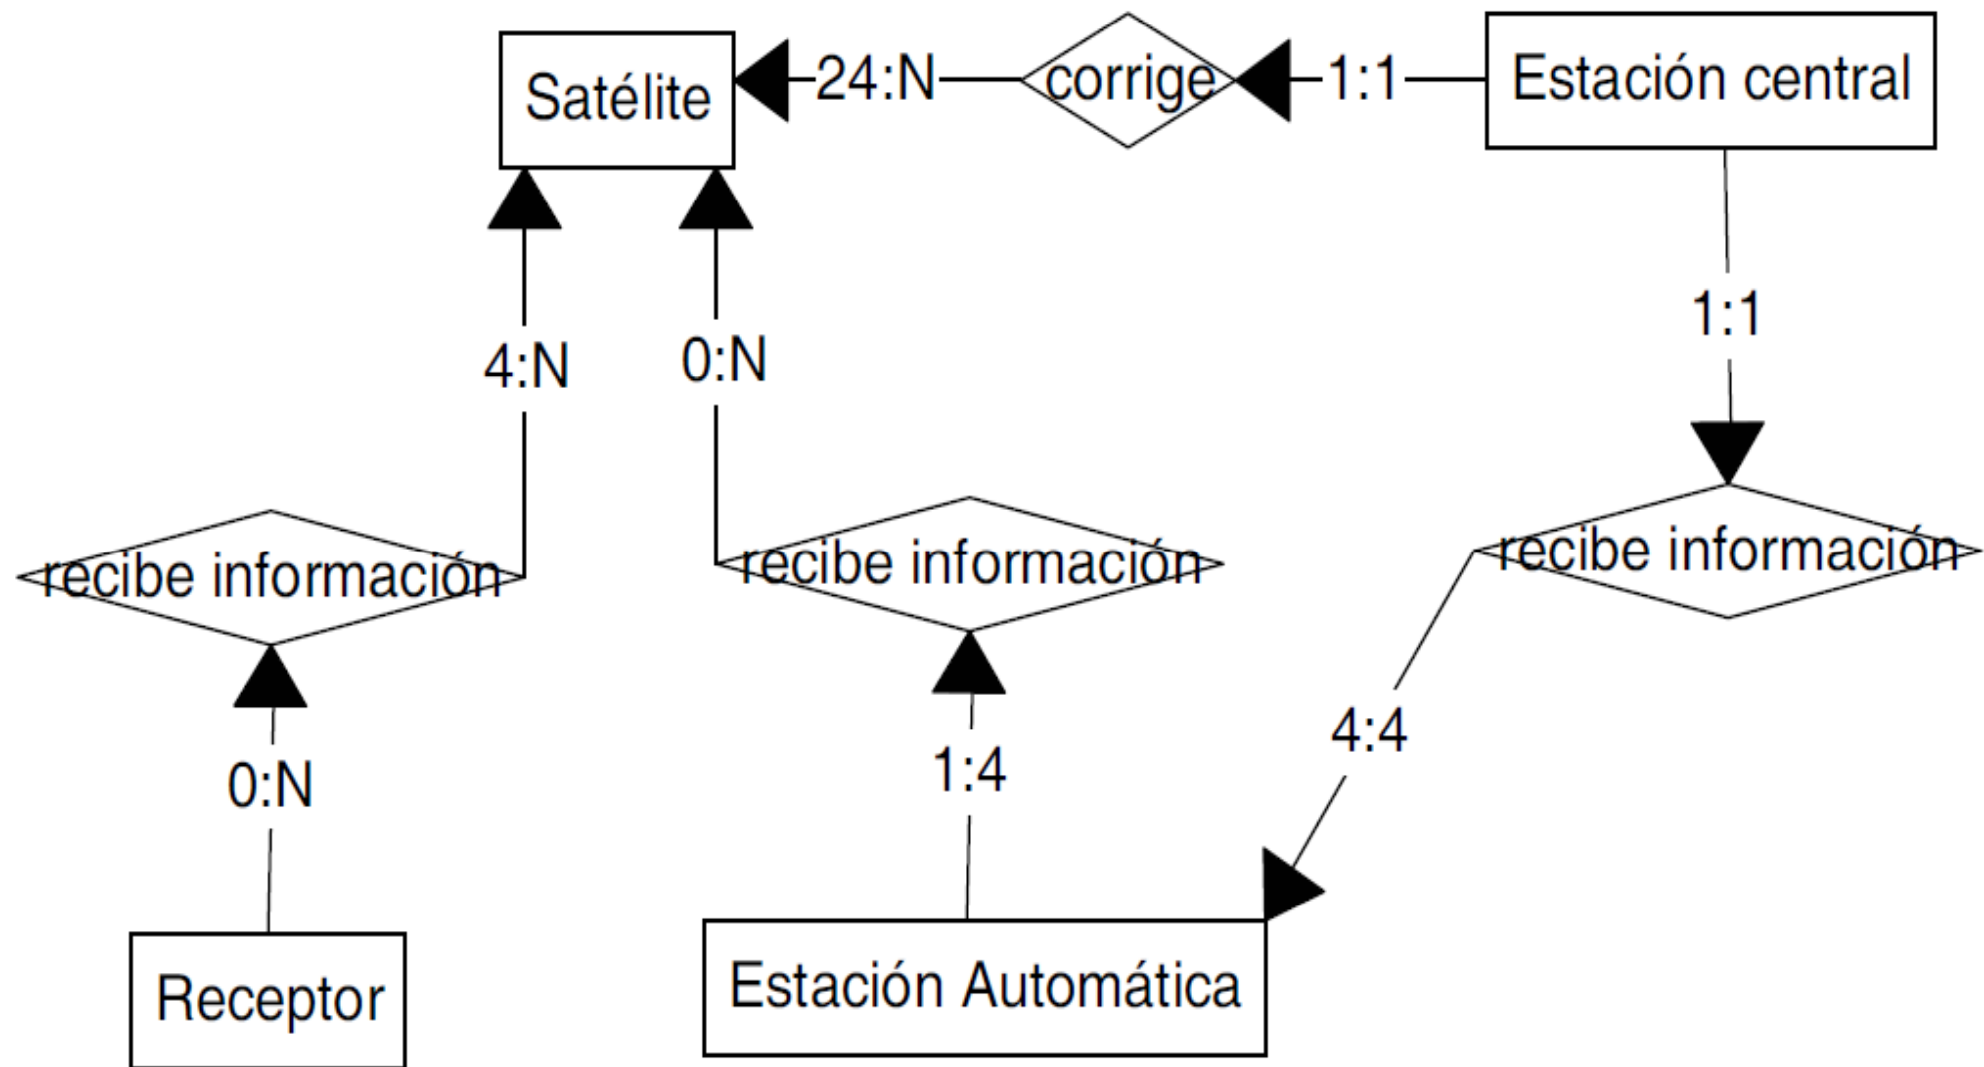 Satélite
24:N
corrige
1:1
Estación central
4:N
0:N
1:1
recibe información
recibe información
recibe información
0:N
1:4
4:4
Receptor
Estación Automática